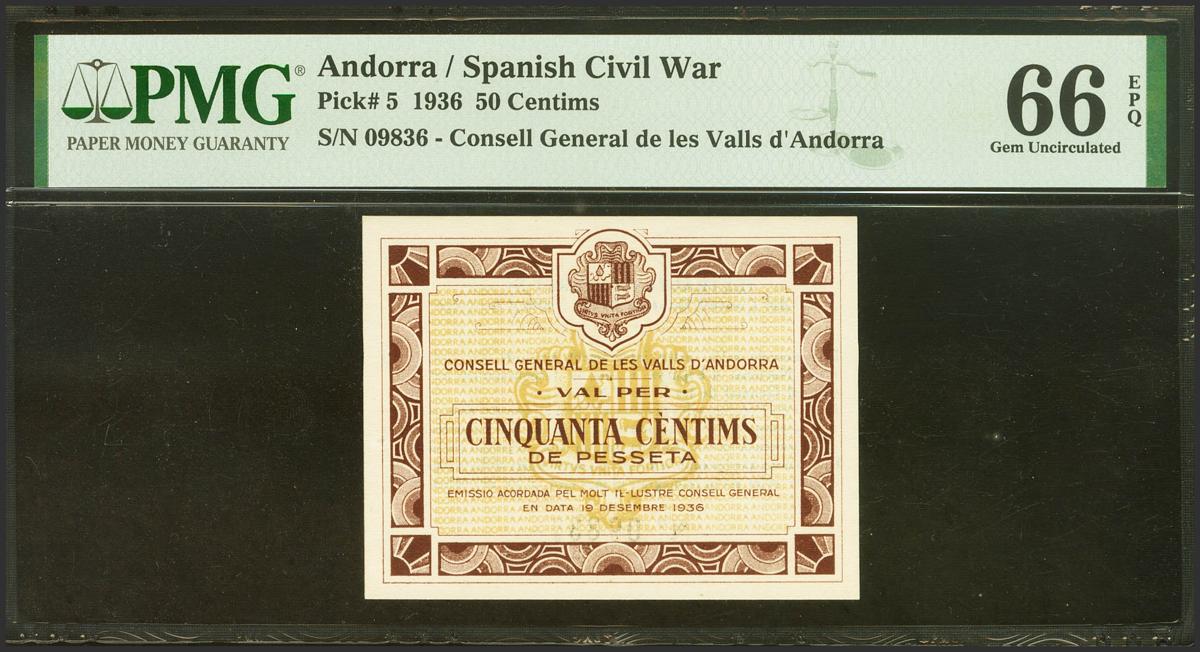 PMG®
PAPER MONEY GUARANTY
Andorra / Spanish Civil War
Pick# 5 1936 50 Centims
S/N 09836 - Consell General de les Valls d'Andorra
66 EPQ
Gem Uncirculated
VIRTVS VNITA FORTIOR
CONSELL GENERAL DE LES VALLS D'ANDORRA
· VAL PER ·
CINQUANTA CÈNTIMS
DE PESSETA
EMISSIO ACORDADA PEL MOLT IL-LUSTRE CONSELL GENERAL
EN DATA 19 DESEMBRE 1936